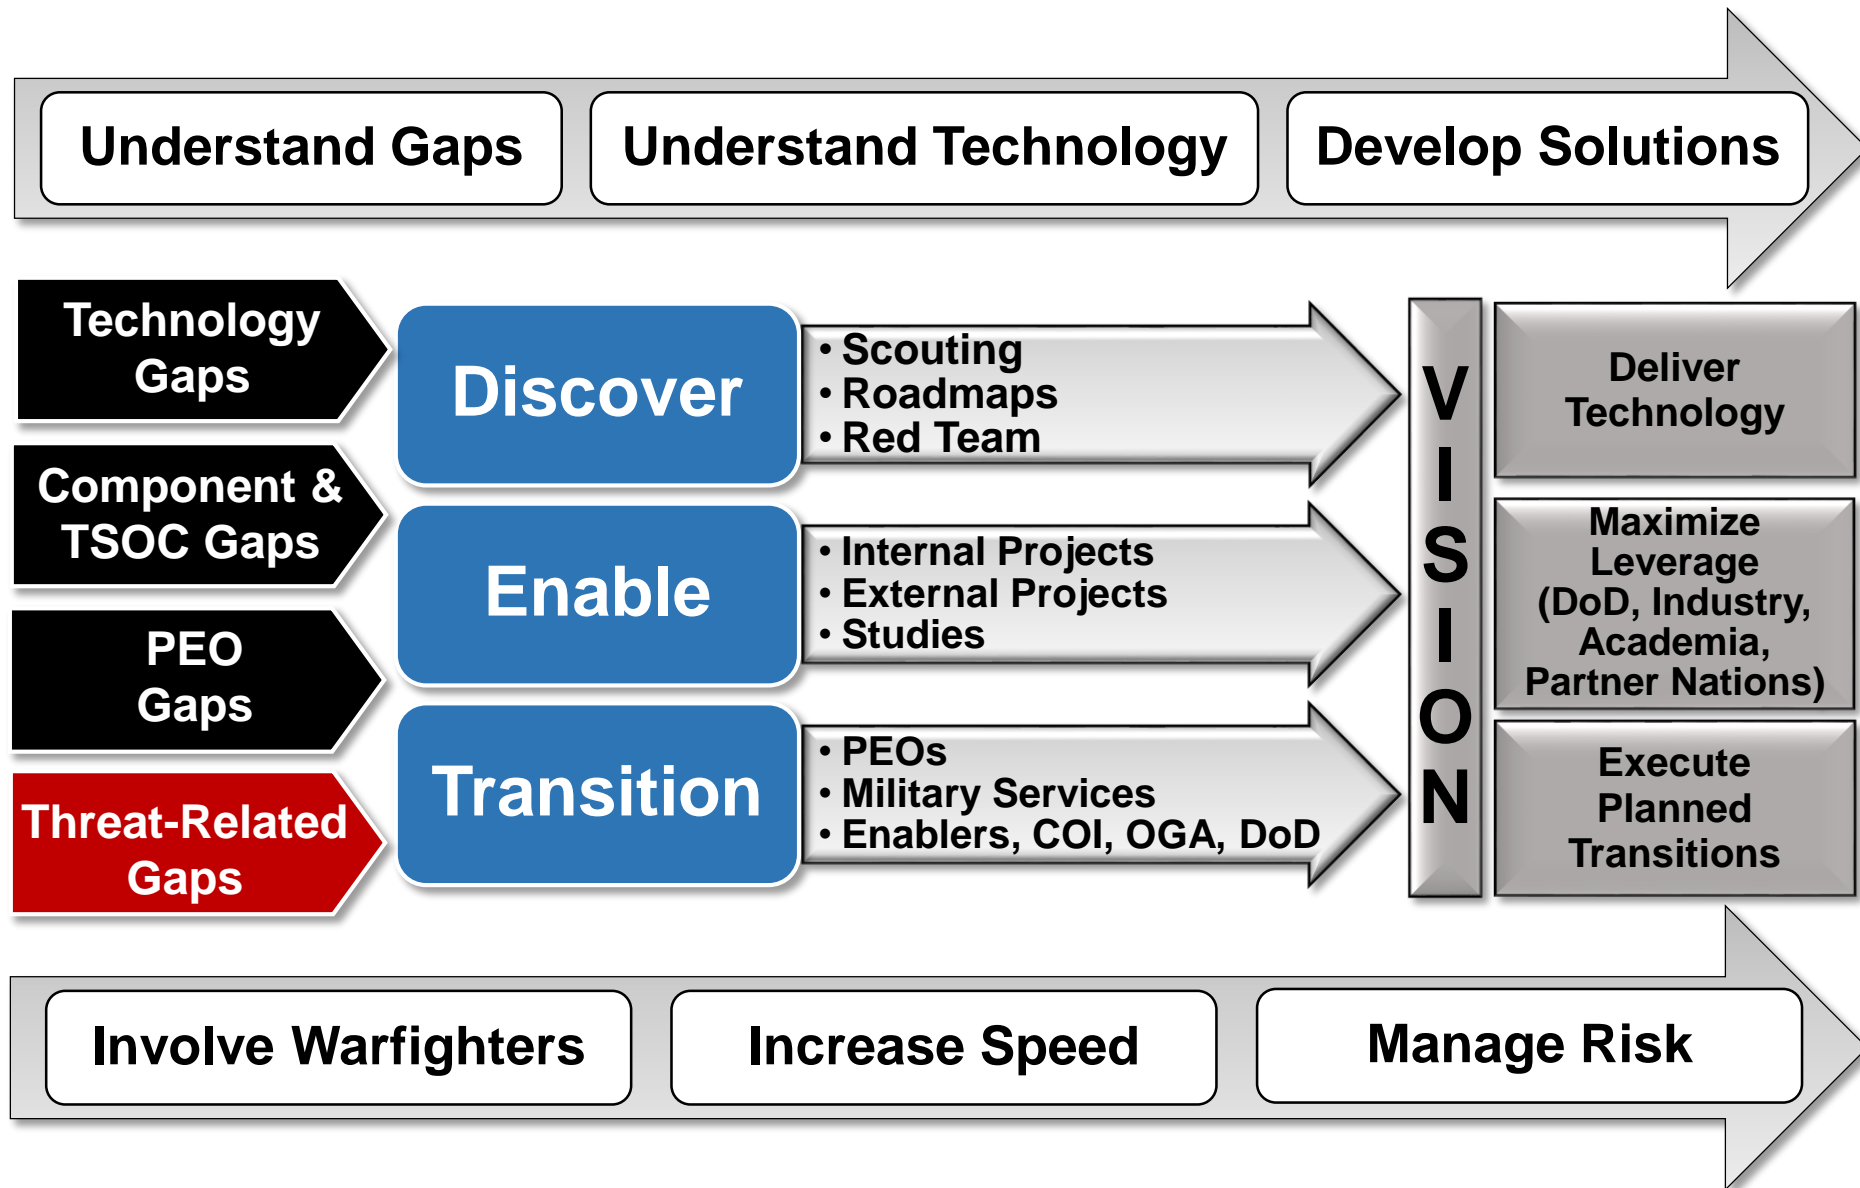 Understand Gaps
Understand Technology
Develop Solutions
Technology
Gaps
Component &
TSOC Gaps
PEO
Gaps
Threat-Related
Gaps
Discover
• Scouting
• Roadmaps
• Red Team
Enable
• Internal Projects
• External Projects
• Studies
Transition
• PEOs
• Military Services
• Enablers, COI, OGA, DoD
V
I
S
I
O
N
Deliver
Technology
Maximize
Leverage
(DoD, Industry,
Academia,
Partner Nations)
Execute
Planned
Transitions
Involve Warfighters
Increase Speed
Manage Risk